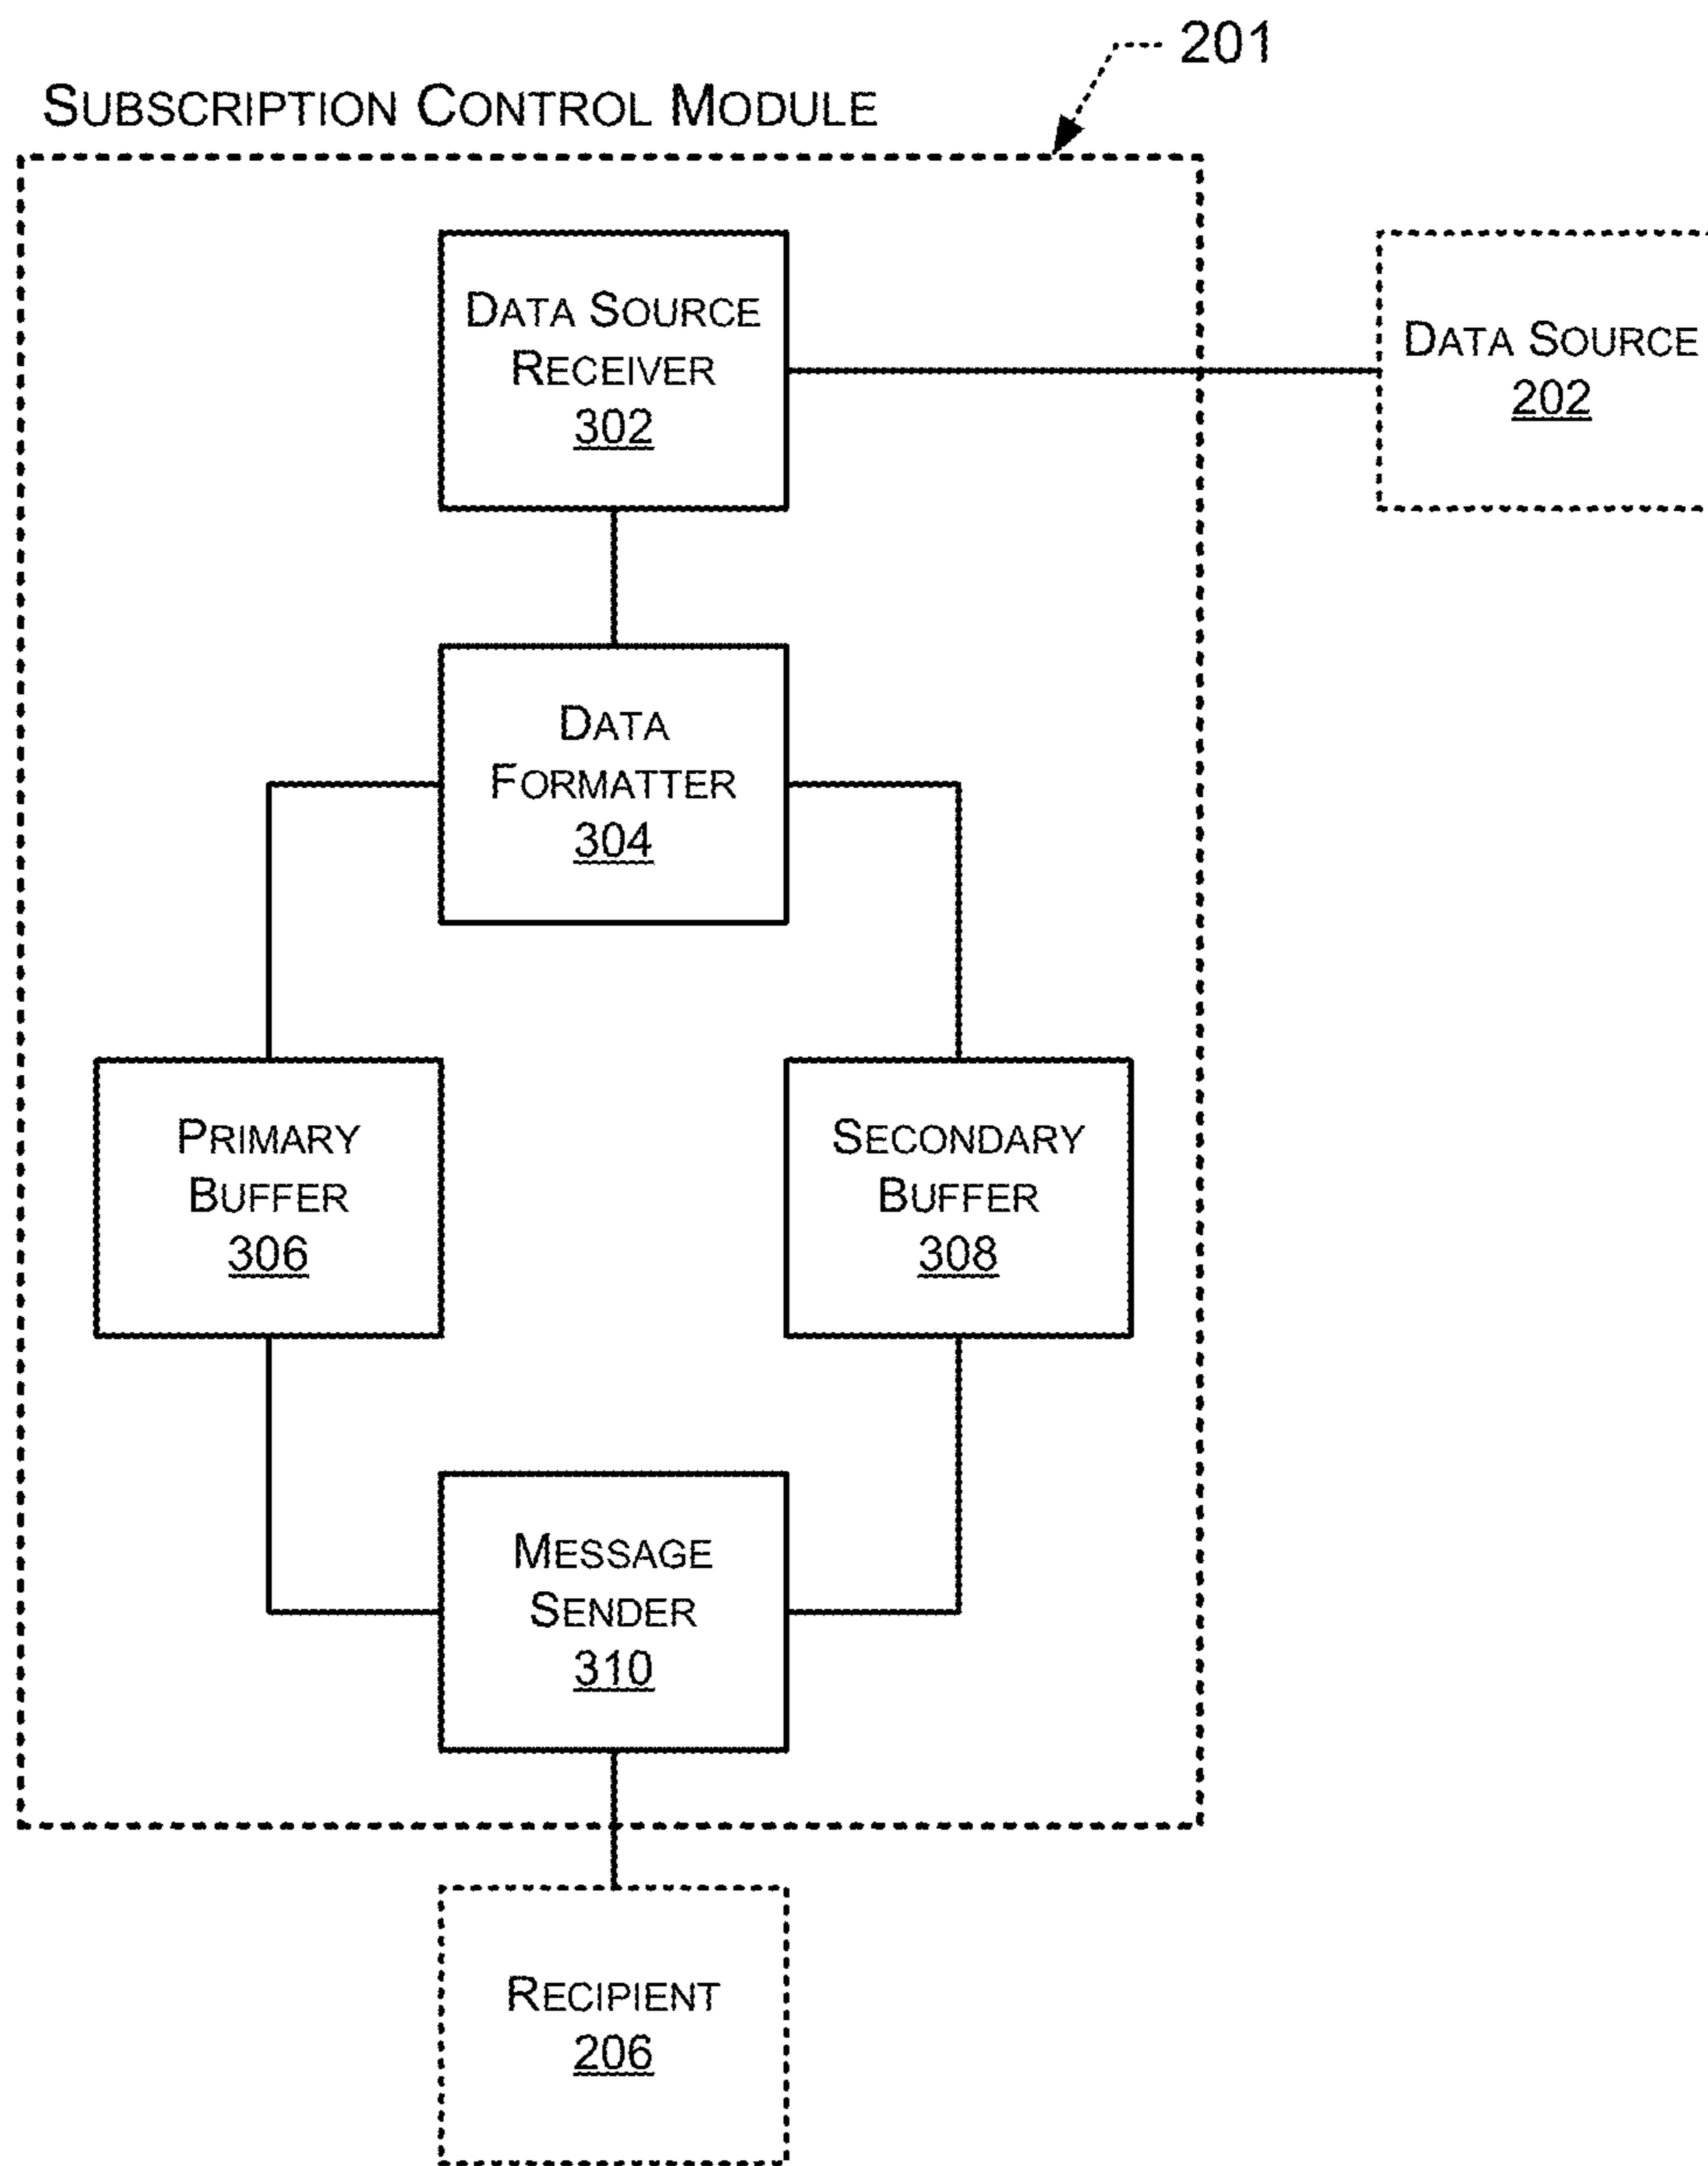 201
SUBSCRIPTION CONTROL MODULE
DATA SOURCE
RECEIVER
302
DATA SOURCE
202
DATA
FORMATTER
304
PRIMARY
BUFFER
306
SECONDARY
BUFFER
308
MESSAGE
SENDER
310
RECIPIENT
206